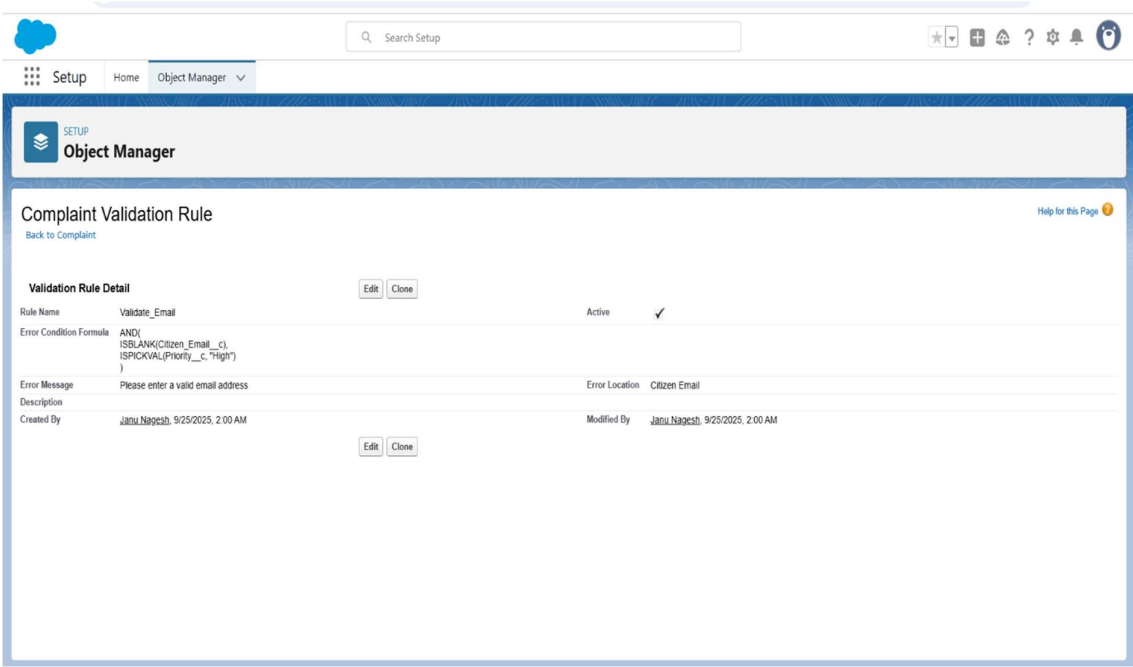 Search Setup
Setup Home Object Manager
SETUP
Object Manager
Complaint Validation Rule
Help for this Page
Back to Complaint
Validation Rule Detail Edit Clone
Rule Name Validate_Email Active
Error Condition Formula AND(
ISBLANK(Citizen_Email__c),
ISPICKVAL(Priority__c, "High")
)
Error Message Please enter a valid email address Error Location Citizen Email
Description
Created By Janu Nagesh, 9/25/2025, 2:00 AM Modified By Janu Nagesh, 9/25/2025, 2:00 AM
Edit Clone